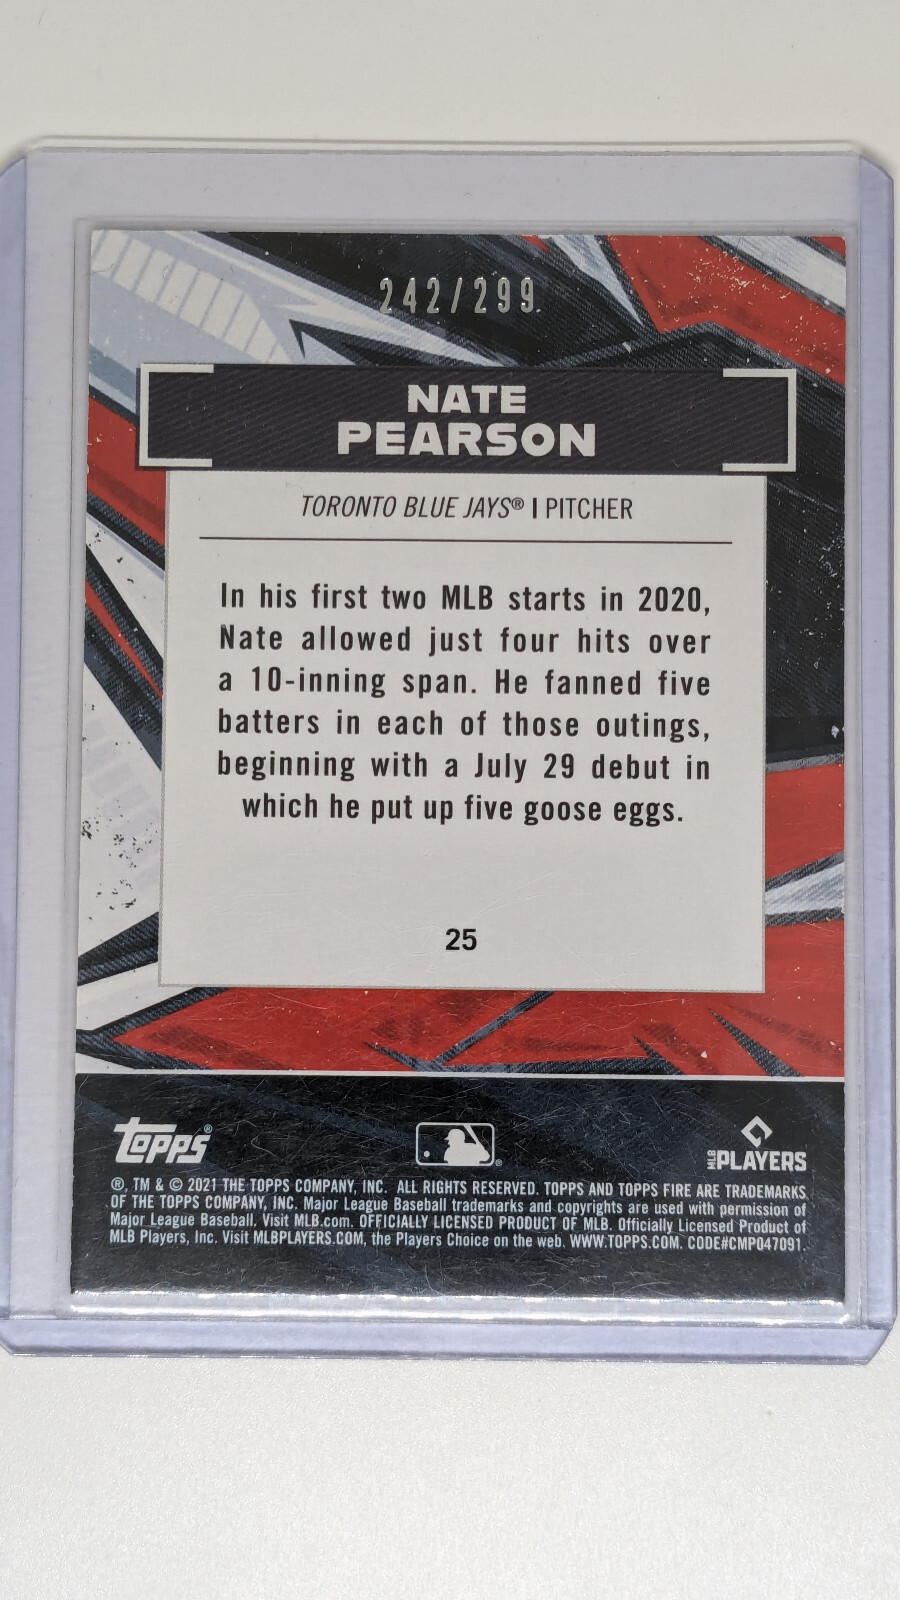 242/299
NATE
PEARSON
TORONTO BLUE JAYS® | PITCHER
In his first two MLB starts in 2020,
Nate allowed just four hits over
a 10-inning span. He fanned five
batters in each of those outings,
beginning with a July 29 debut in
which he put up five goose eggs.
25
Topps® ® MLB PLAYERS
®, TM & © 2021 THE TOPPS COMPANY, INC. ALL RIGHTS RESERVED. TOPPS AND TOPPS FIRE ARE TRADEMARKS
OF THE TOPPS COMPANY, INC. Major League Baseball trademarks and copyrights are used with permission of
Major League Baseball. Visit MLB.com. OFFICIALLY LICENSED PRODUCT OF MLB. Officially Licensed Product of
MLB Players, Inc. Visit MLBPLAYERS.COM, the Players Choice on the web. WWW.TOPPS.COM. CODE#CMP047091.